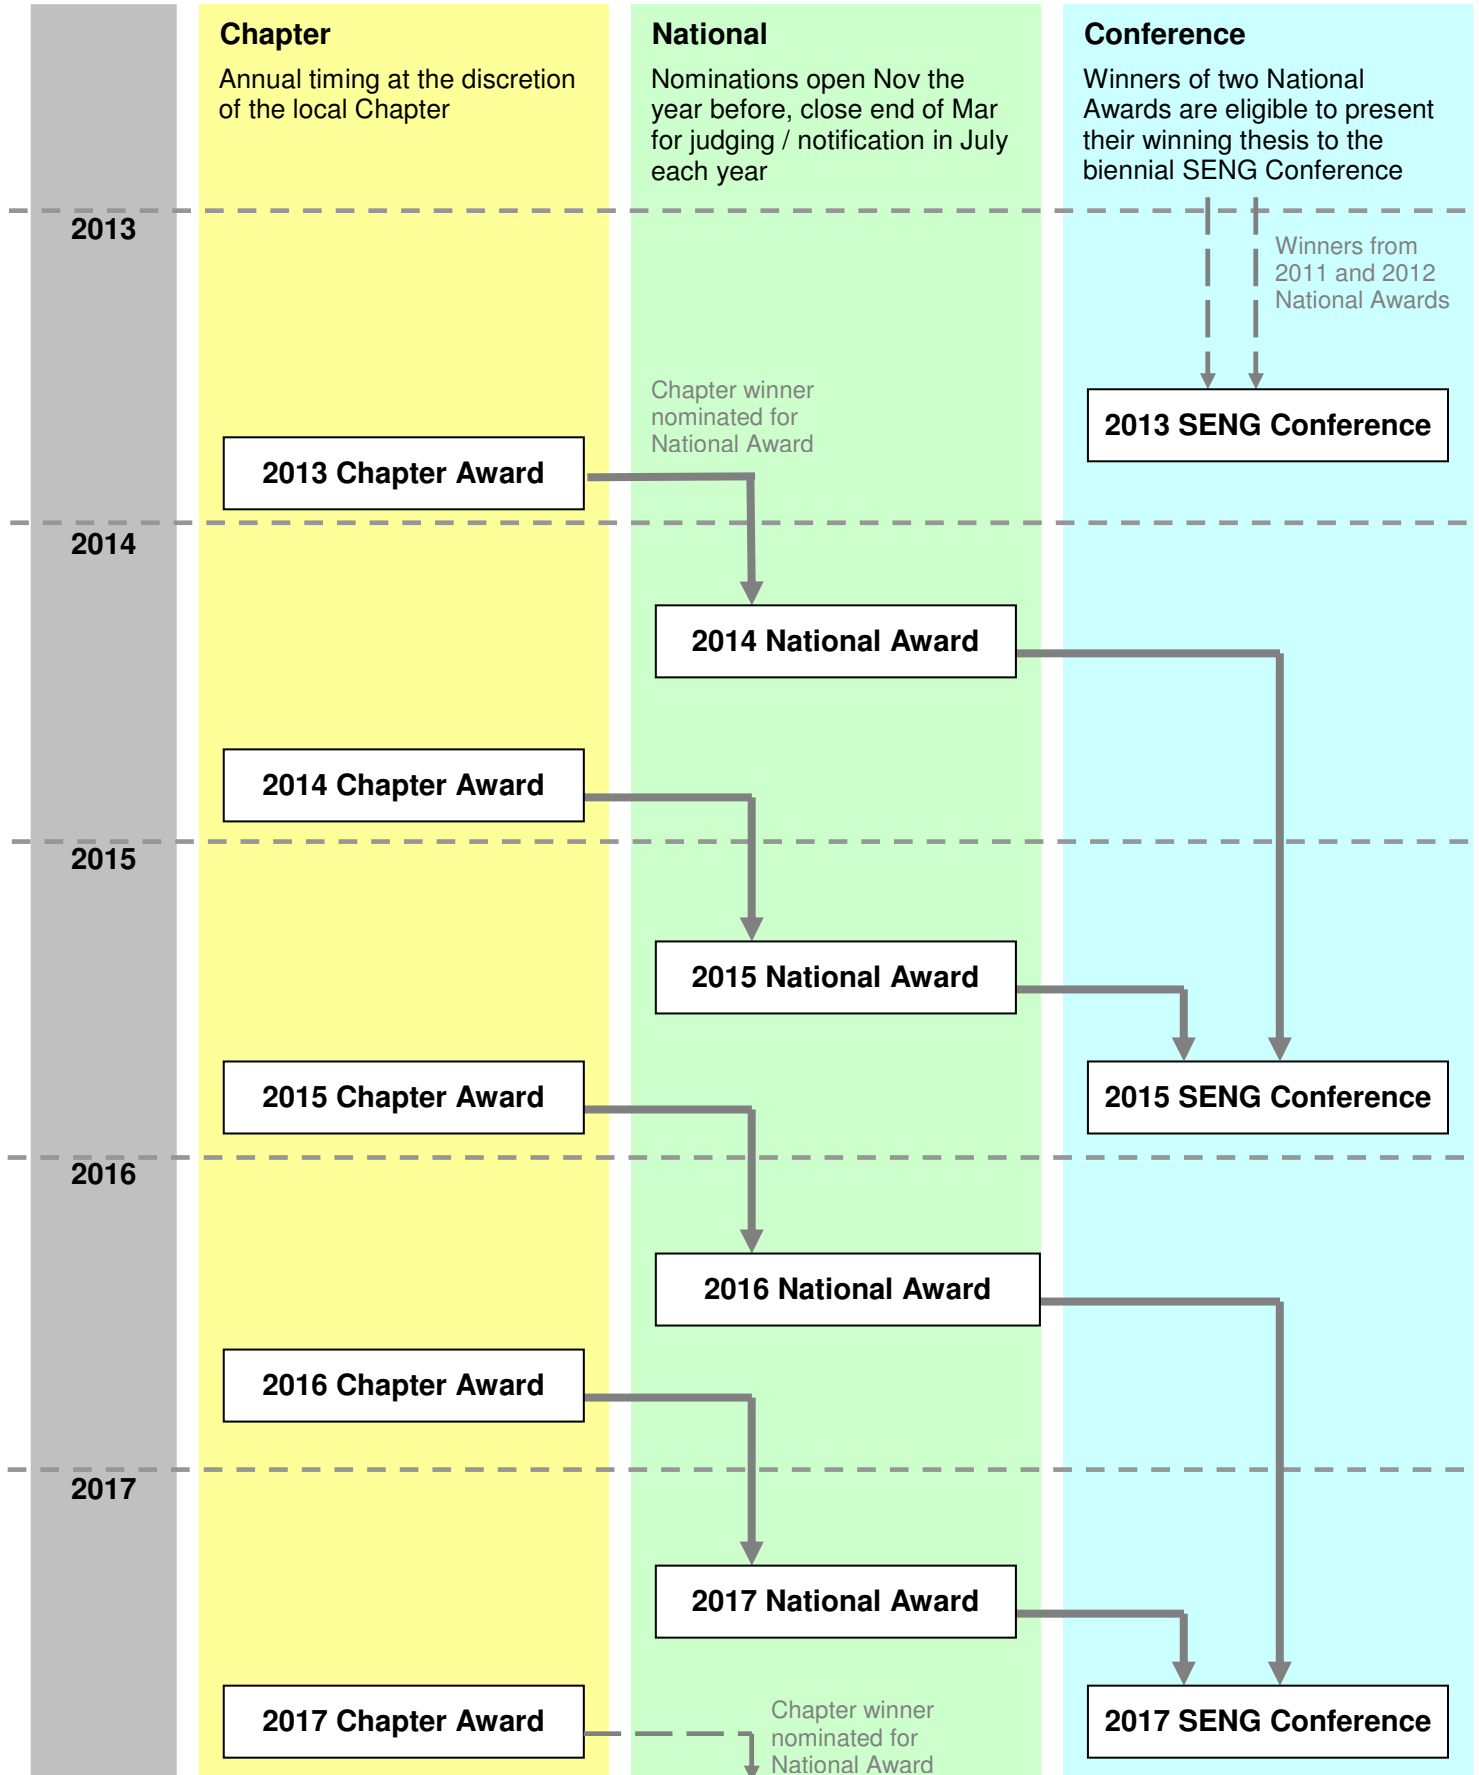 Chapter
Annual timing at the discretion
of the local Chapter
National
Nominations open Nov the
year before, close end of Mar
for judging / notification in July
each year
Conference
Winners of two National
Awards are eligible to present
their winning thesis to the
biennial SENG Conference
2013
Winners from
2011 and 2012
National Awards
Chapter winner
nominated for
National Award
2013 SENG Conference
2013 Chapter Award
2014
2014 National Award
2014 Chapter Award
2015
2015 National Award
2015 Chapter Award
2015 SENG Conference
2016
2016 National Award
2016 Chapter Award
2017
2017 National Award
2017 Chapter Award
Chapter winner
nominated for
National Award
2017 SENG Conference